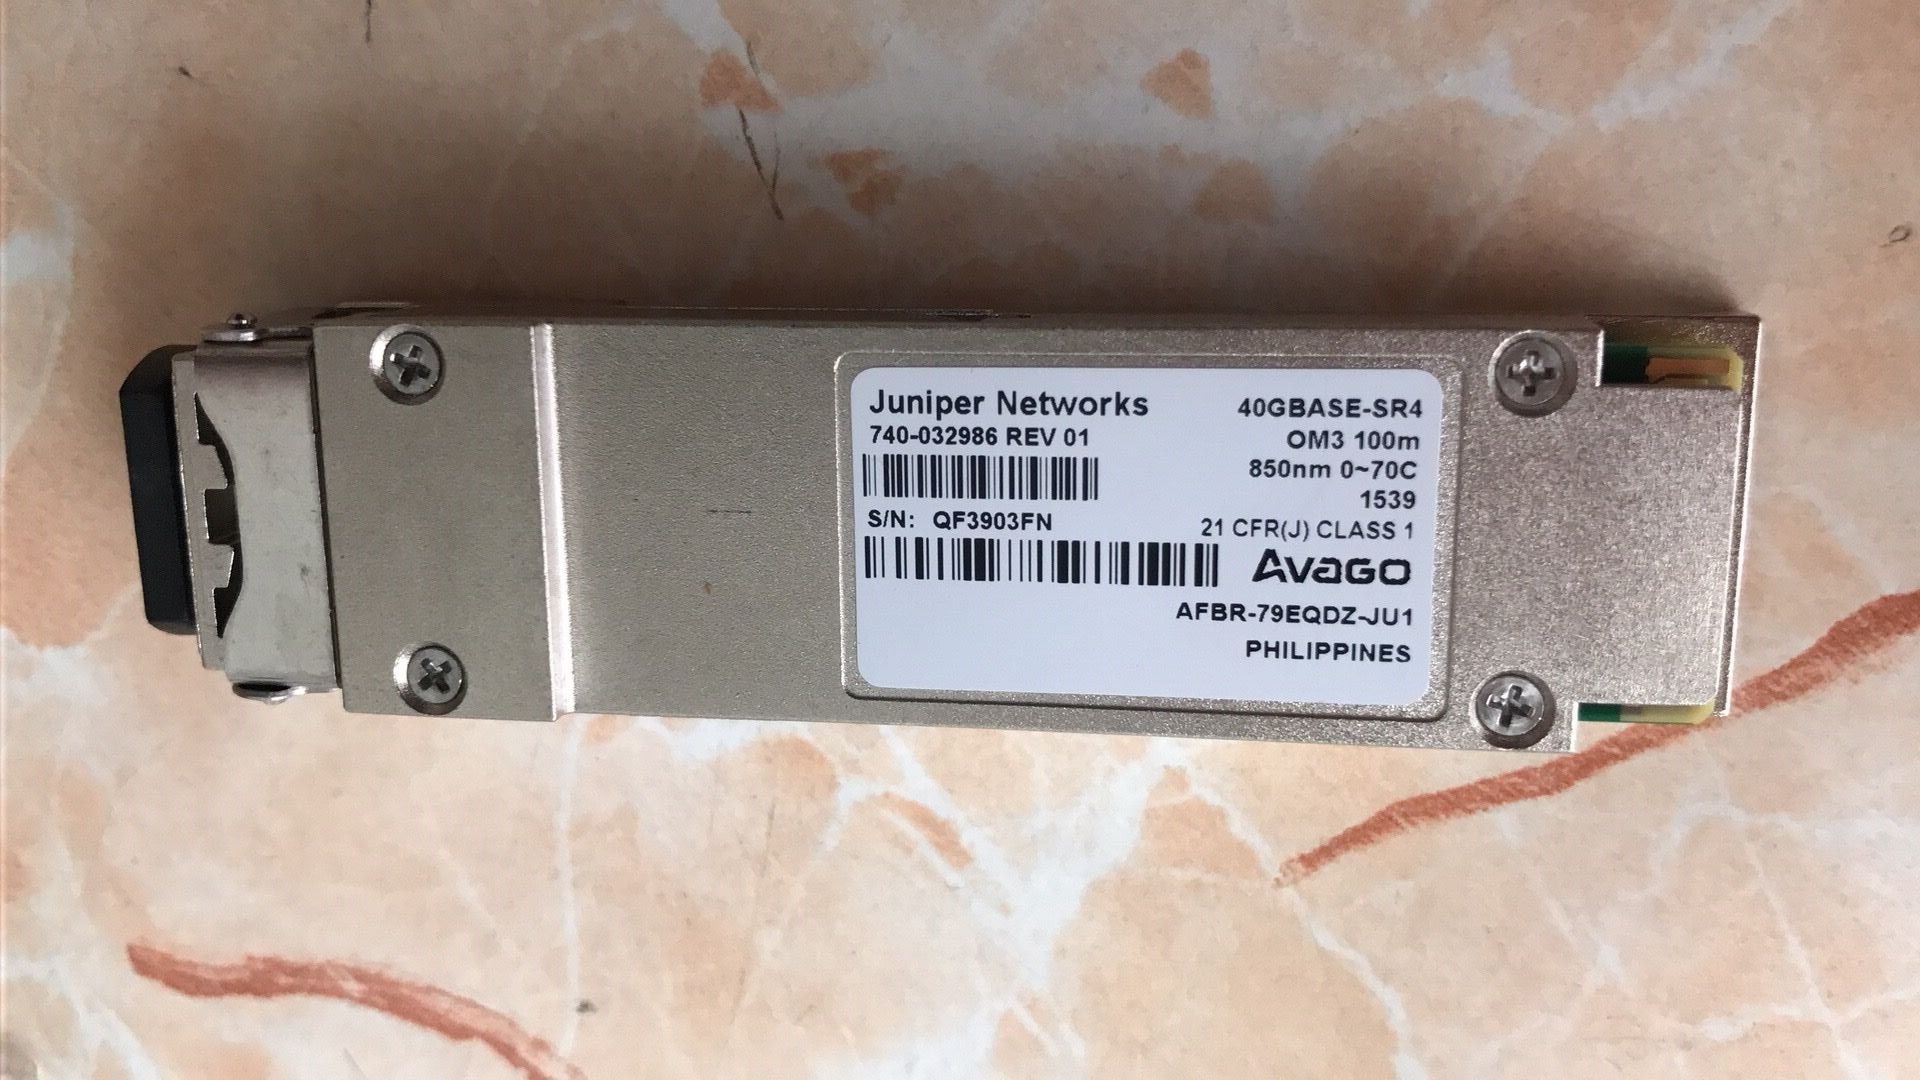 Juniper Networks
740-032986 REV 01
S/N: QF3903FN
40GBASE-SR4
OM3 100m
850nm 0~70C
1539
21 CFR(J) CLASS 1
AVAGO
AFBR-79EQDZ-JU1
PHILIPPINES